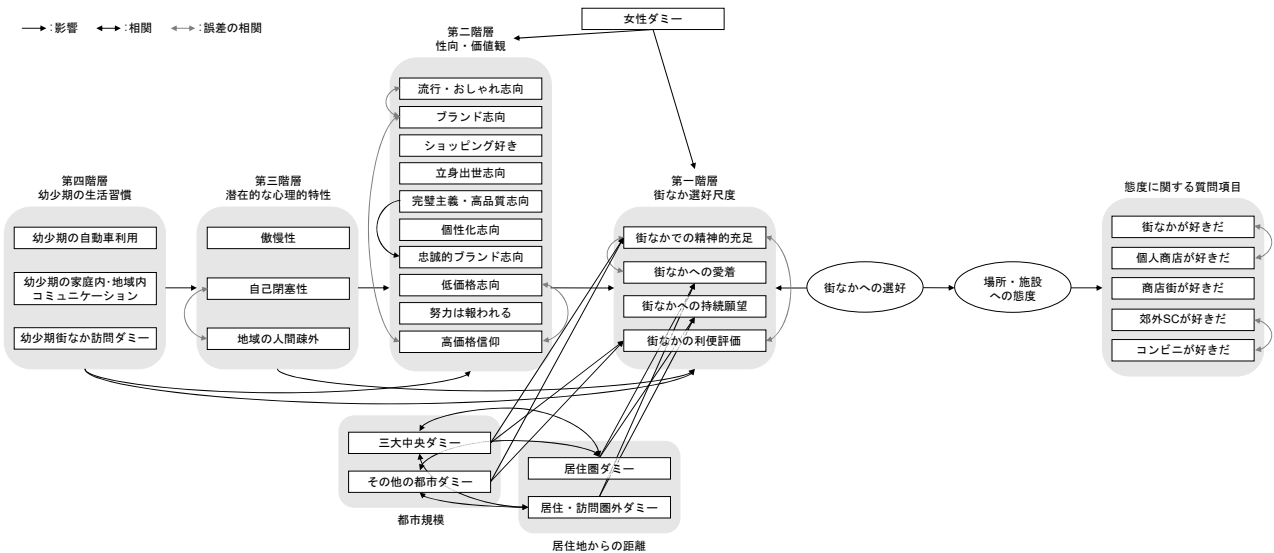 :影響
:相関
:誤差の相関
女性ダミー
第二階層
性向・価値観
流行・おしゃれ志向
ブランド志向
ショッピング好き
立身出世志向
完璧主義・高品質志向
個性化志向
忠誠的ブランド志向
低価格志向
努力は報われる
高価格信仰
第四階層
幼少期の生活習慣
幼少期の自動車利用
幼少期の家庭内・地域内
コミュニケーション
幼少期街なか訪問ダミー
第三階層
潜在的な心理的特性
傲慢性
自己閉塞性
地域の人間疎外
第一階層
街なか選好尺度
街なかでの精神的充足
街なかへの愛着
街なかへの持続願望
街なかの利便評価
街なかへの選好
場所・施設
への態度
態度に関する質問項目
街なかが好きだ
個人商店が好きだ
商店街が好きだ
郊外SCが好きだ
コンビニが好きだ
三大中央ダミー
その他の都市ダミー
都市規模
居住圏ダミー
居住・訪問圏外ダミー
居住地からの距離